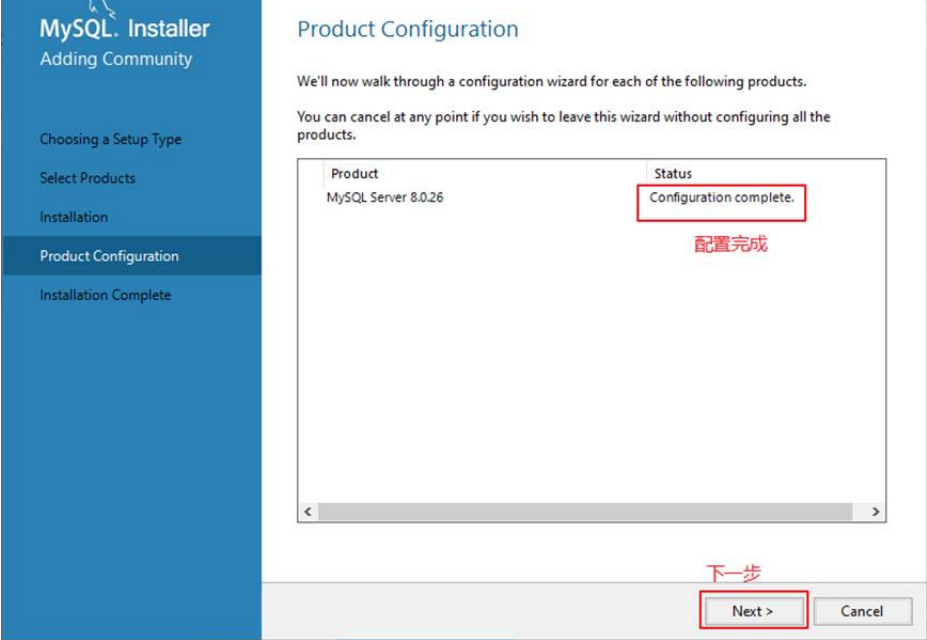 MySQL. Installer
Adding Community
Choosing a Setup Type
Select Products
Installation
Product Configuration
Installation Complete
Product Configuration
We'll now walk through a configuration wizard for each of the following products.
You can cancel at any point if you wish to leave this wizard without configuring all the
products.
Product Status
MySQL Server 8.0.26 Configuration complete.
配置完成
下一步
Next > Cancel